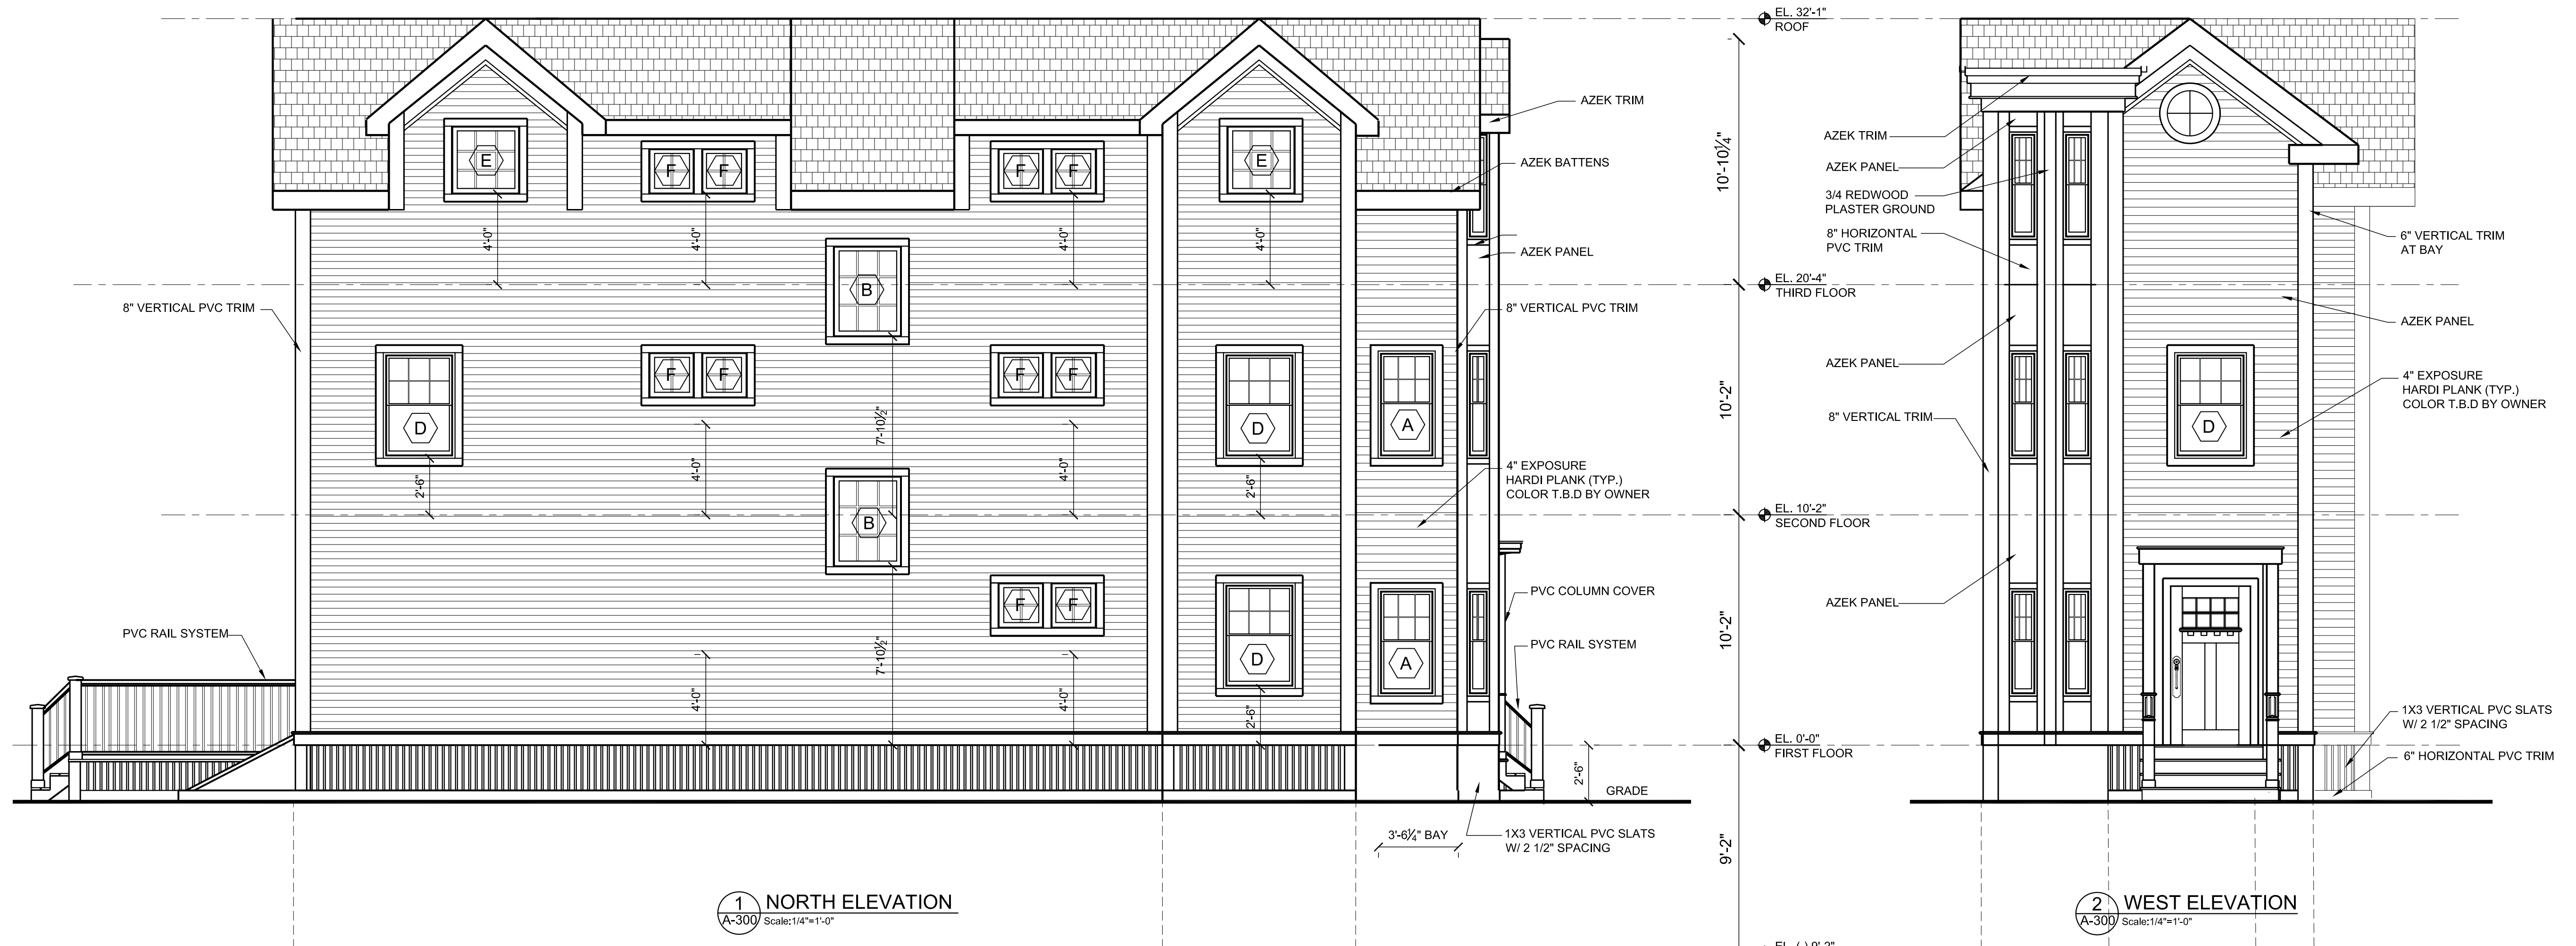 EL. 32'-1"
ROOF
AZEK TRIM
AZEK BATTENS
AZEK PANEL
8" VERTICAL PVC TRIM
8" VERTICAL PVC TRIM
4" EXPOSURE
HARDI PLANK (TYP.)
COLOR T.B.D BY OWNER
PVC COLUMN COVER
PVC RAIL SYSTEM
PVC RAIL SYSTEM
E
F
F
F
F
E
4'-0"
4'-0"
4'-0"
4'-0"
B
F
F
F
F
D
D
A
7'-10½"
4'-0"
4'-0"
2'-6"
2'-6"
B
F
F
D
A
7'-10½"
4'-0"
4'-0"
2'-6"
2'-6"
GRADE
3'-6¼" BAY
1X3 VERTICAL PVC SLATS
W/ 2 1/2" SPACING
10'-10¼"
10'-2"
10'-2"
9'-2"
EL. 20'-4"
THIRD FLOOR
EL. 10'-2"
SECOND FLOOR
EL. 0'-0"
FIRST FLOOR
EL. (-) 9'-2"
AZEK TRIM
AZEK PANEL
3/4 REDWOOD
PLASTER GROUND
8" HORIZONTAL
PVC TRIM
AZEK PANEL
8" VERTICAL TRIM
AZEK PANEL
D
6" VERTICAL TRIM
AT BAY
AZEK PANEL
4" EXPOSURE
HARDI PLANK (TYP.)
COLOR T.B.D BY OWNER
1X3 VERTICAL PVC SLATS
W/ 2 1/2" SPACING
6" HORIZONTAL PVC TRIM
1 NORTH ELEVATION
A-300 Scale:1/4"=1'-0"
2 WEST ELEVATION
A-300 Scale:1/4"=1'-0"